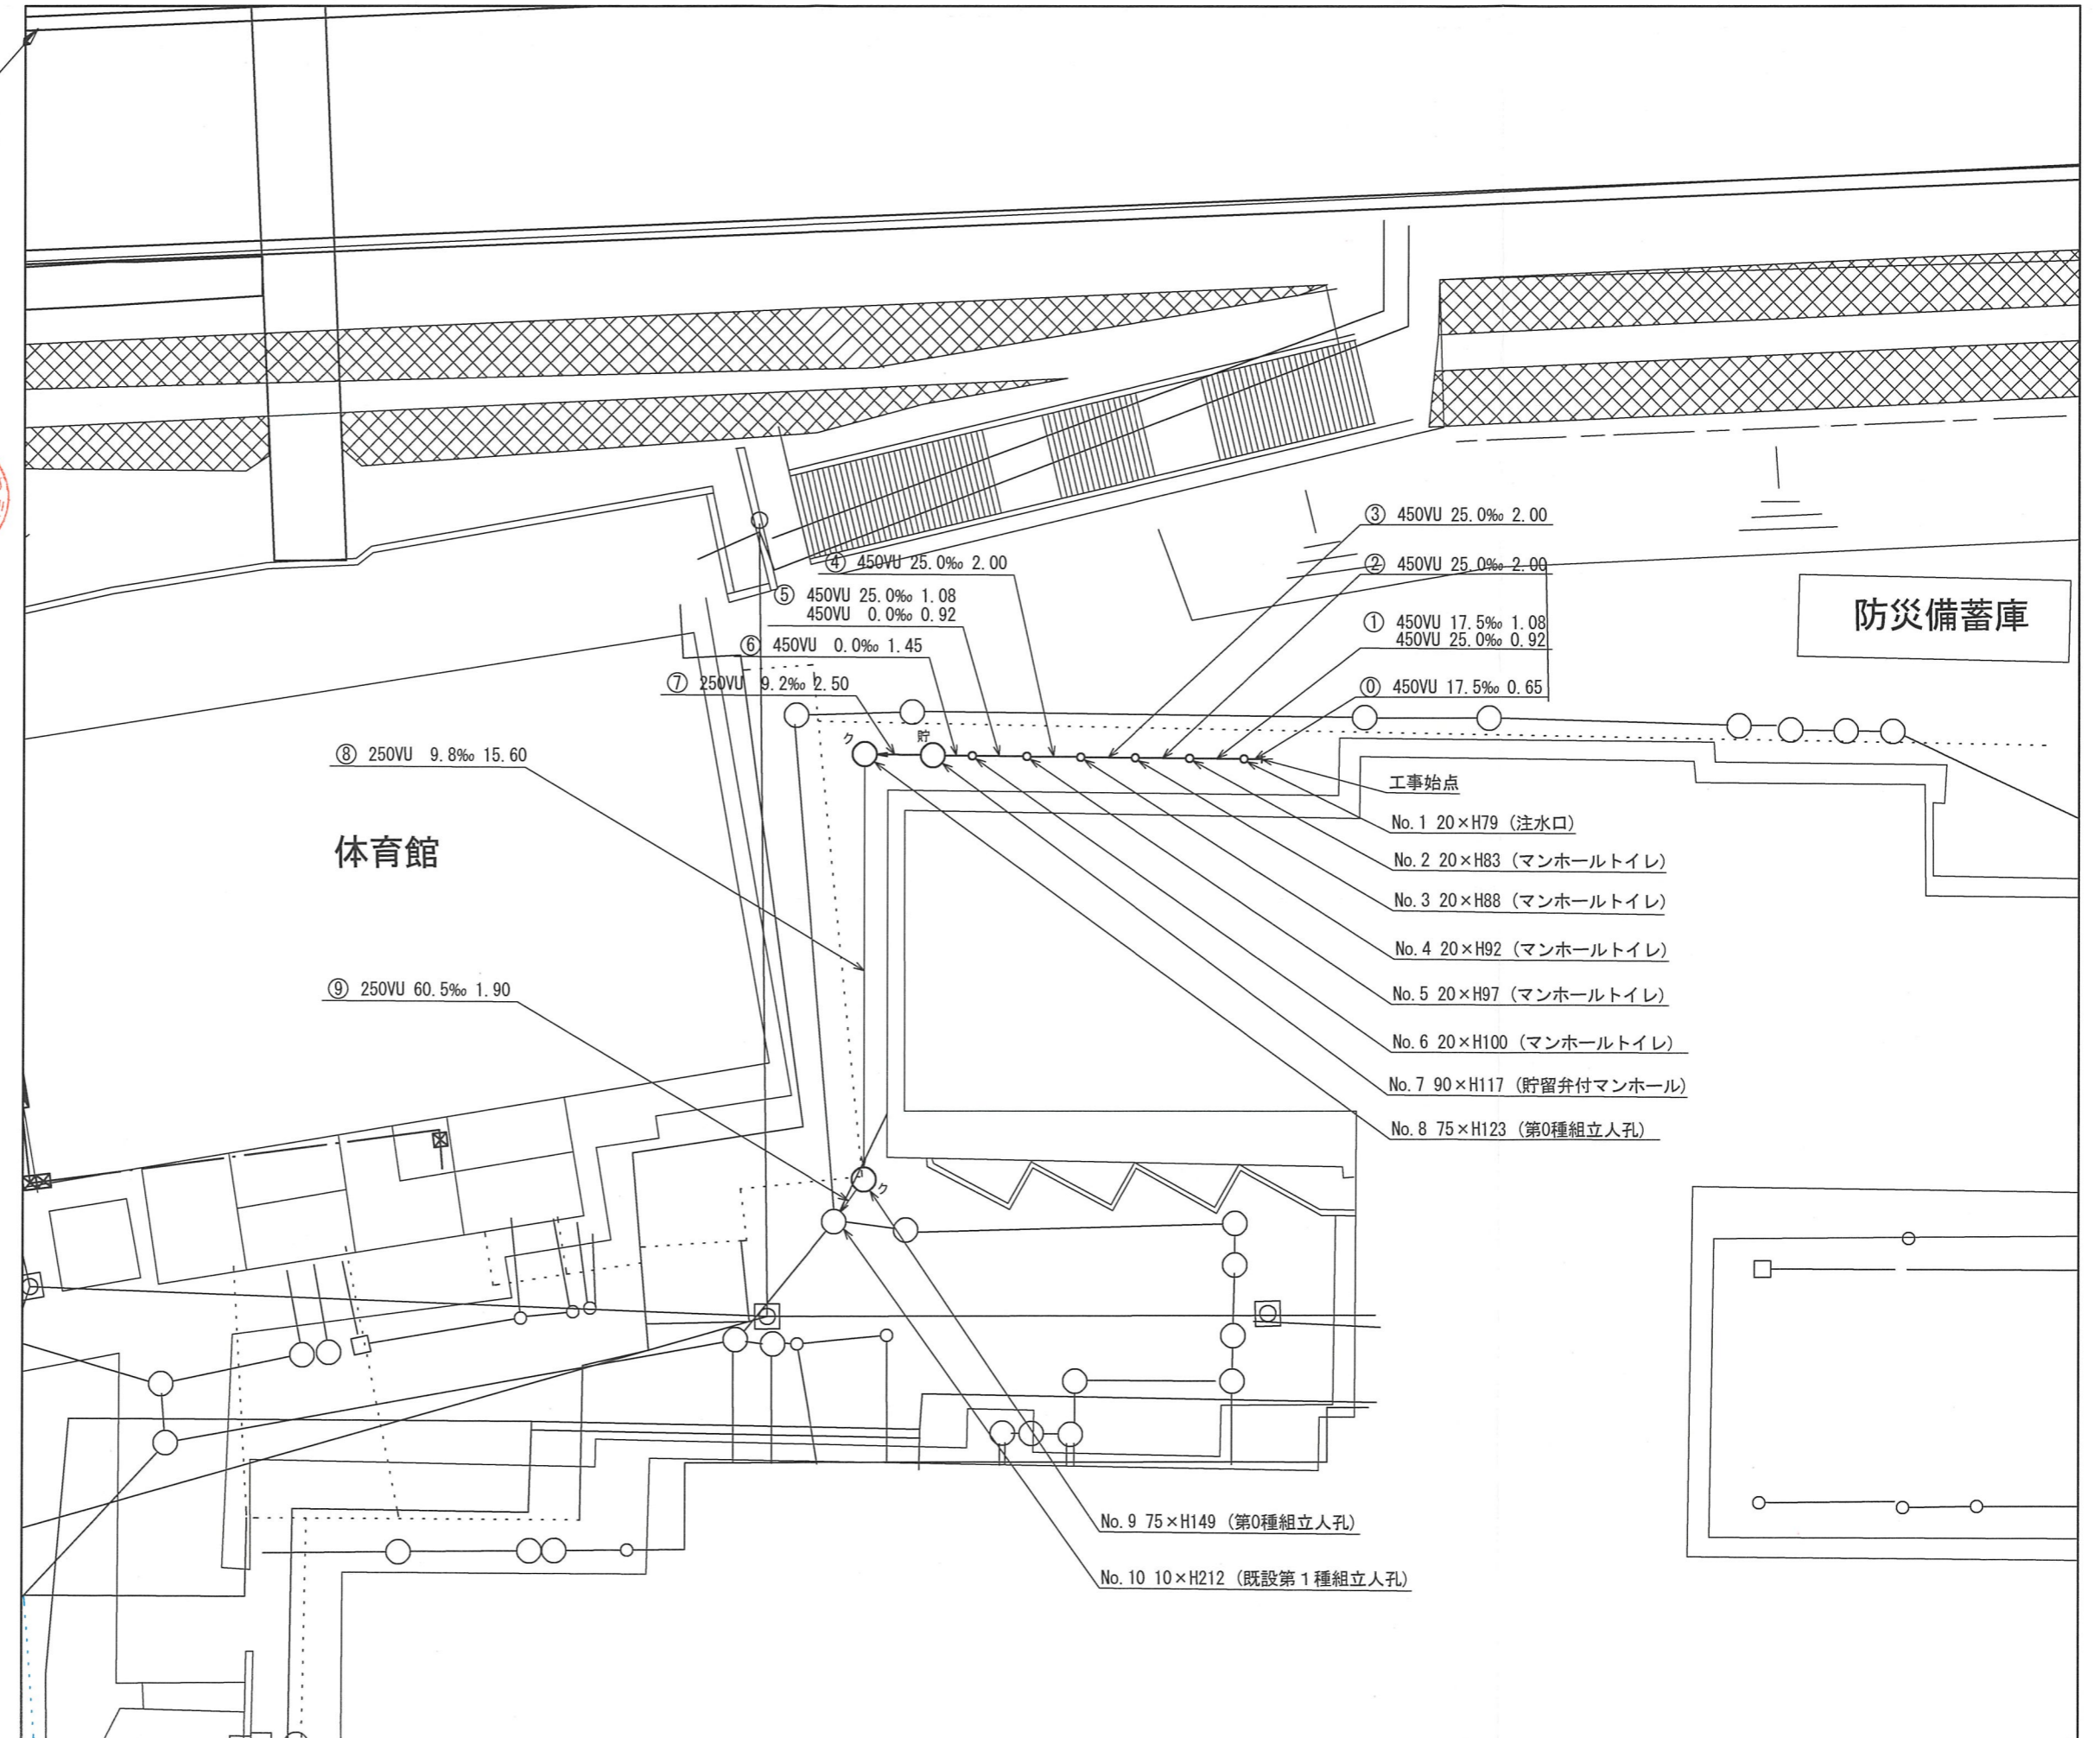 ③ 450VU 25.0‰ 2.00
④ 450VU 25.0‰ 2.00
② 450VU 25.0‰ 2.00
⑤ 450VU 25.0‰ 1.08
450VU 0.0‰ 0.92
① 450VU 17.5‰ 1.08
450VU 25.0‰ 0.92
防災備蓄庫
⑥ 450VU 0.0‰ 1.45
⑦ 250VU 9.2‰ 2.50
⓪ 450VU 17.5‰ 0.65
ク
貯
⑧ 250VU 9.8‰ 15.60
工事始点
No.1 20×H79 (注水口)
体育館
No.2 20×H83 (マンホールトイレ)
No.3 20×H88 (マンホールトイレ)
No.4 20×H92 (マンホールトイレ)
⑨ 250VU 60.5‰ 1.90
No.5 20×H97 (マンホールトイレ)
No.6 20×H100 (マンホールトイレ)
No.7 90×H117 (貯留弁付マンホール)
No.8 75×H123 (第0種組立人孔)
ク
No.9 75×H149 (第0種組立人孔)
No.10 10×H212 (既設第1種組立人孔)